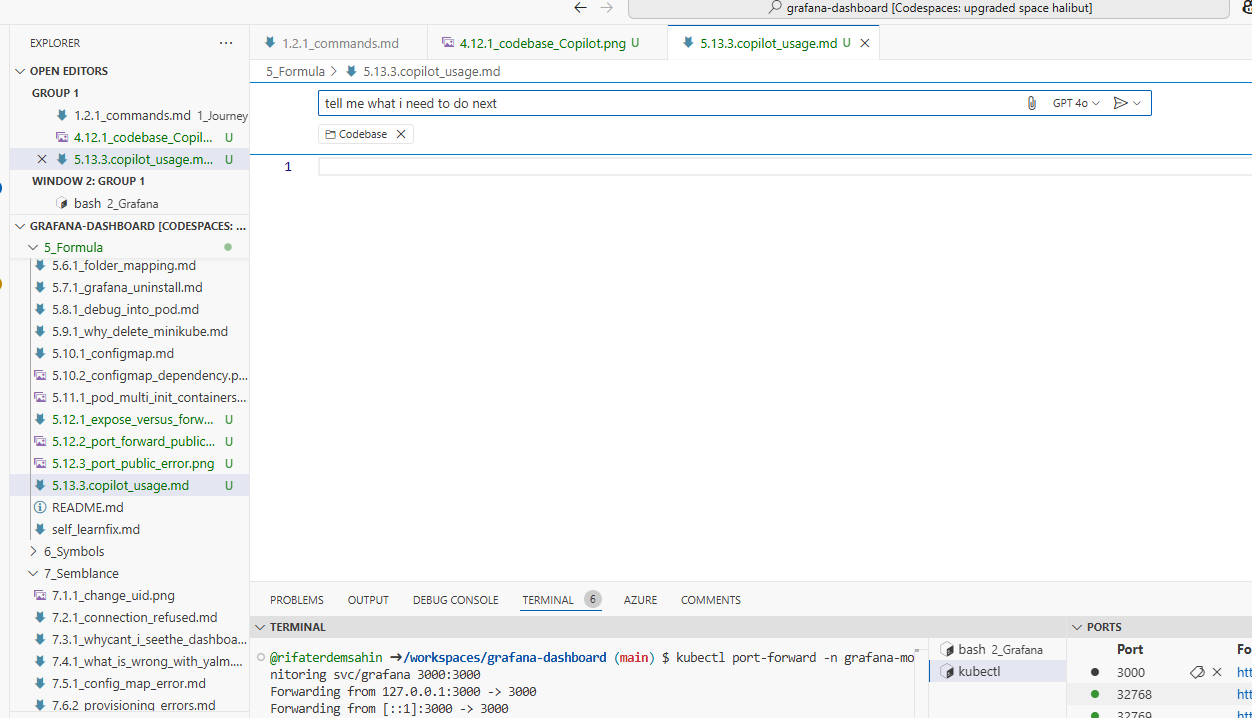 grafana-dashboard [Codespaces: upgraded space halibut]
EXPLORER
1.2.1_commands.md
4.12.1_codebase_Copilot.png U
5.13.3.copilot_usage.md U
OPEN EDITORS
5_Formula > 5.13.3.copilot_usage.md
GROUP 1
1.2.1_commands.md 1_Journey
4.12.1_codebase_Copil... U
5.13.3.copilot_usage.m... U
WINDOW 2: GROUP 1
bash 2_Grafana
tell me what i need to do next
GPT 4o
Codebase
1
GRAFANA-DASHBOARD [CODESPACES: ...
5_Formula
5.6.1_folder_mapping.md
5.7.1_grafana_uninstall.md
5.8.1_debug_into_pod.md
5.9.1_why_delete_minikube.md
5.10.1_configmap.md
5.10.2_configmap_dependency.p...
5.11.1_pod_multi_init_containers...
5.12.1_expose_versus_forw... U
5.12.2_port_forward_public... U
5.12.3_port_public_error.png U
5.13.3.copilot_usage.md U
README.md
self_learnfix.md
6_Symbols
7_Semblance
7.1.1_change_uid.png
7.2.1_connection_refused.md
7.3.1_whycant_i_seethe_dashboa...
7.4.1_what_is_wrong_with_yalm....
7.5.1_config_map_error.md
7.6.2_provisioning_errors.md
PROBLEMS OUTPUT DEBUG CONSOLE TERMINAL 6 AZURE COMMENTS
TERMINAL
@rifaterdemsahin ➜/workspaces/grafana-dashboard (main) $ kubectl port-forward -n grafana-mo
nitoring svc/grafana 3000:3000
Forwarding from 127.0.0.1:3000 -> 3000
Forwarding from [::1]:3000 -> 3000
bash 2_Grafana
kubectl
PORTS
Port Fo
3000 htt
32768 htt
32769 htt